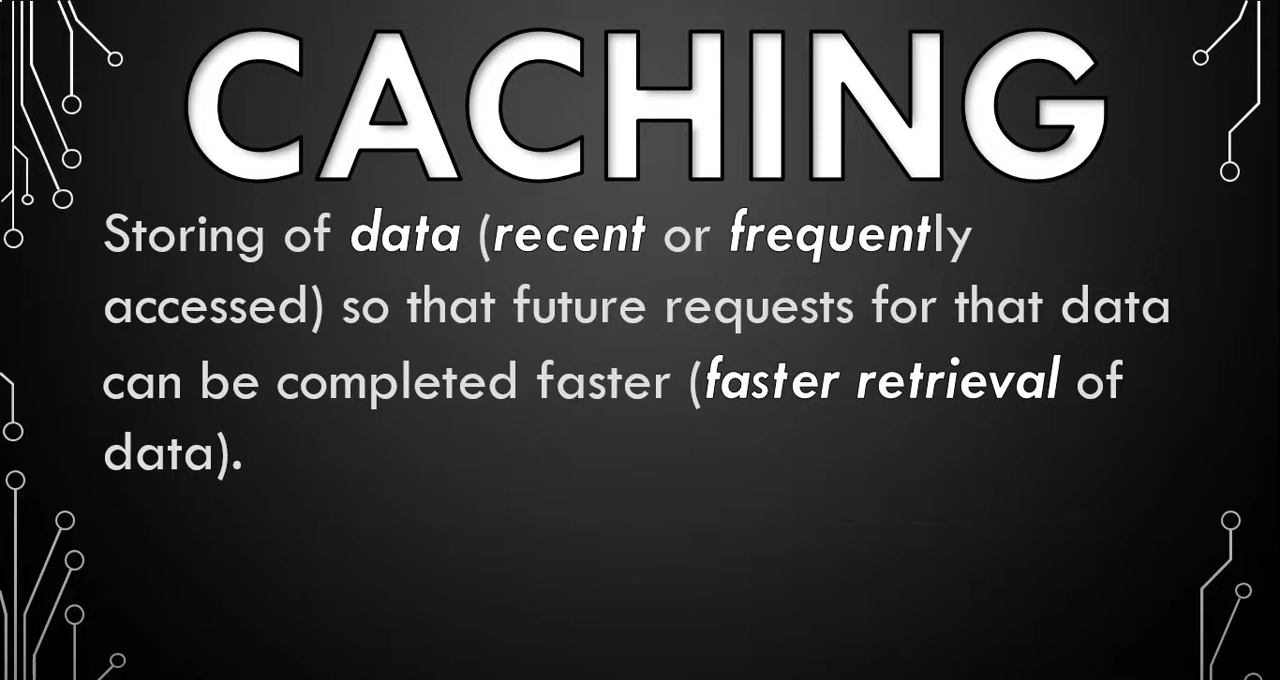 CACHING
Storing of data (recent or frequently
accessed) so that future requests for that data
can be completed faster (faster retrieval of
data).